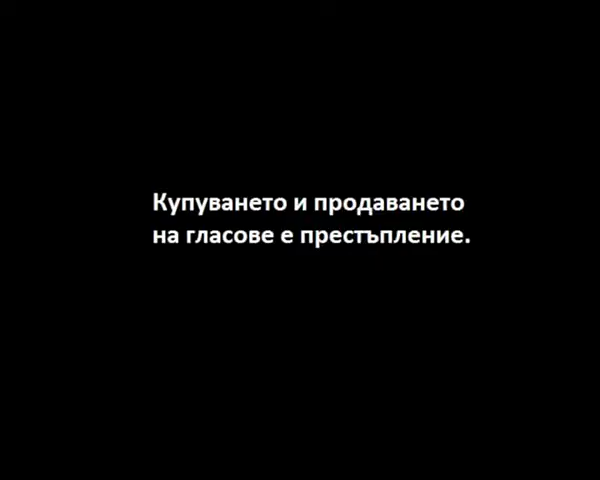 Купуването и продаването
на гласове е престъпление.